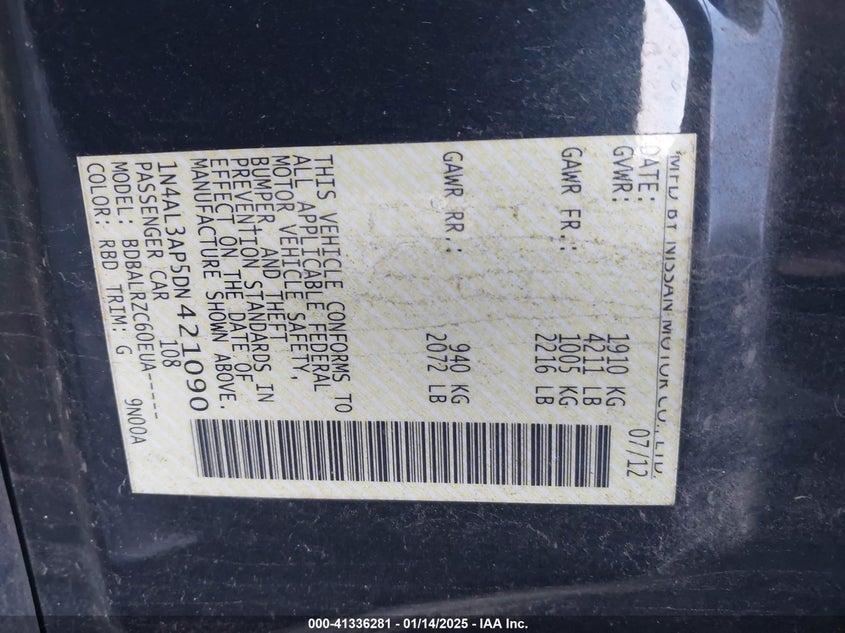 MFD BY NISSAN MOTOR CO., LTD.
DATE: 07/12
GVWR: 1910 KG
4211 LB
GAWR FR.: 1005 KG
2216 LB
GAWR RR.: 940 KG
2072 LB
THIS VEHICLE CONFORMS TO
ALL APPLICABLE FEDERAL
MOTOR VEHICLE SAFETY,
BUMPER AND THEFT
PREVENTION STANDARDS IN
EFFECT ON THE DATE OF
MANUFACTURE SHOWN ABOVE.
1N4AL3AP5DN421090
PASSENGER CAR 108
MODEL: BDBALRZC60EUA----- 9N00A
COLOR: RBD TRIM: G
000-41336281 - 01/14/2025 - IAA Inc.